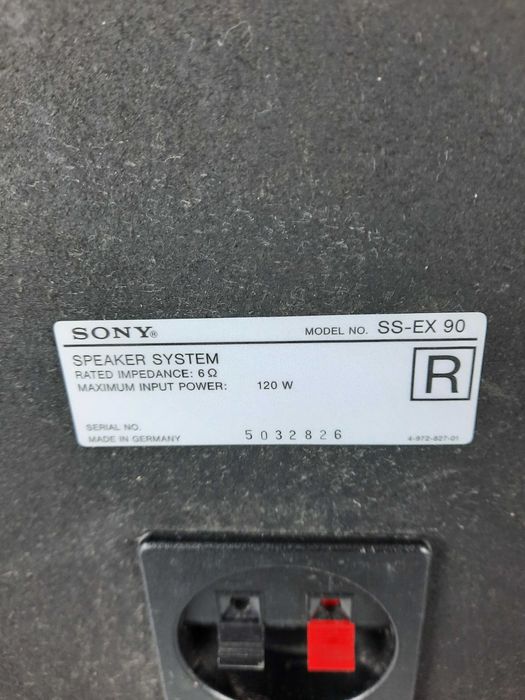 SONY®
MODEL NO. SS-EX 90
SPEAKER SYSTEM
RATED IMPEDANCE: 6 Ω
MAXIMUM INPUT POWER: 120 W
R
SERIAL NO.
MADE IN GERMANY 5032826 4-972-827-01